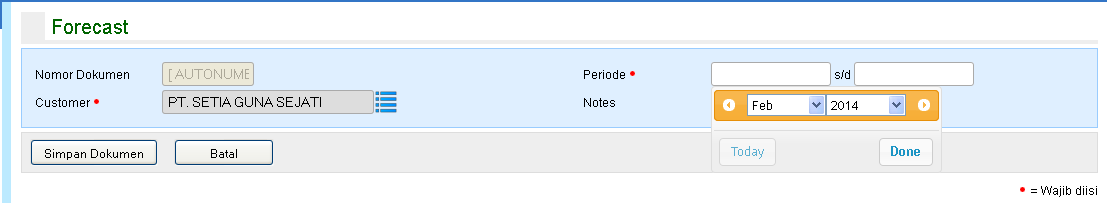 Forecast
Nomor Dokumen [AUTONUME Periode • s/d
Customer • PT. SETIA GUNA SEJATI Notes
Feb 2014
Simpan Dokumen Batal Today Done
• = Wajib diisi